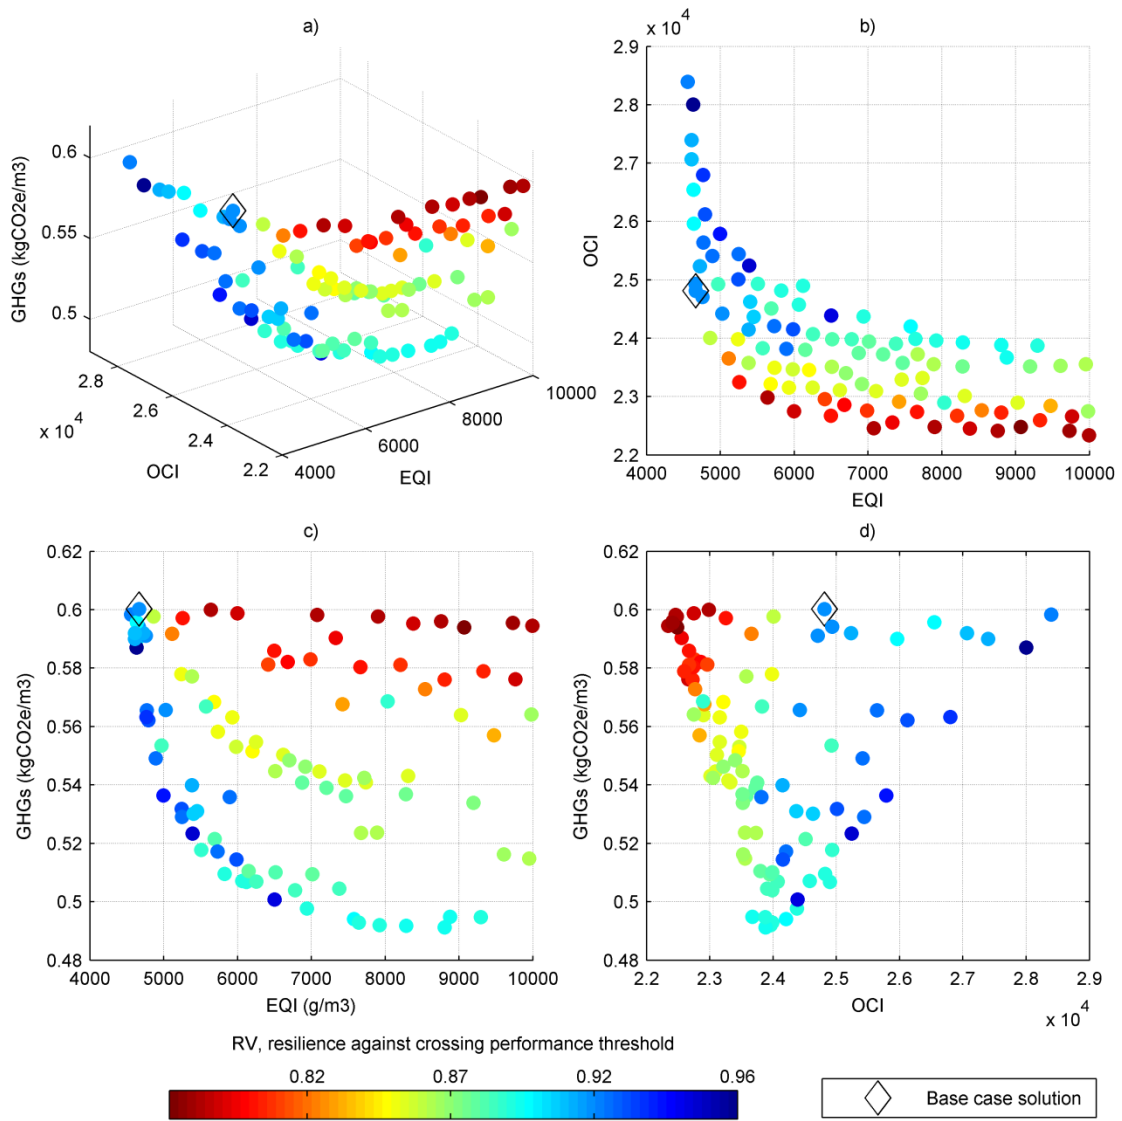 a)
GHGs (kgCO2e/m3)
0.6
0.55
0.5
2.8
2.6
2.4
2.2
x 10^4
OCI
4000
6000
8000
10000
EQI
b)
x 10^4
2.9
2.8
2.7
2.6
2.5
2.4
2.3
2.2
OCI
4000 5000 6000 7000 8000 9000 10000
EQI
c)
GHGs (kgCO2e/m3)
0.62
0.6
0.58
0.56
0.54
0.52
0.5
0.48
4000 5000 6000 7000 8000 9000 10000
EQI (g/m3)
d)
GHGs (kgCO2e/m3)
0.62
0.6
0.58
0.56
0.54
0.52
0.5
0.48
2.2 2.3 2.4 2.5 2.6 2.7 2.8 2.9
OCI
x 10^4
RV, resilience against crossing performance threshold
0.82 0.87 0.92 0.96
Base case solution